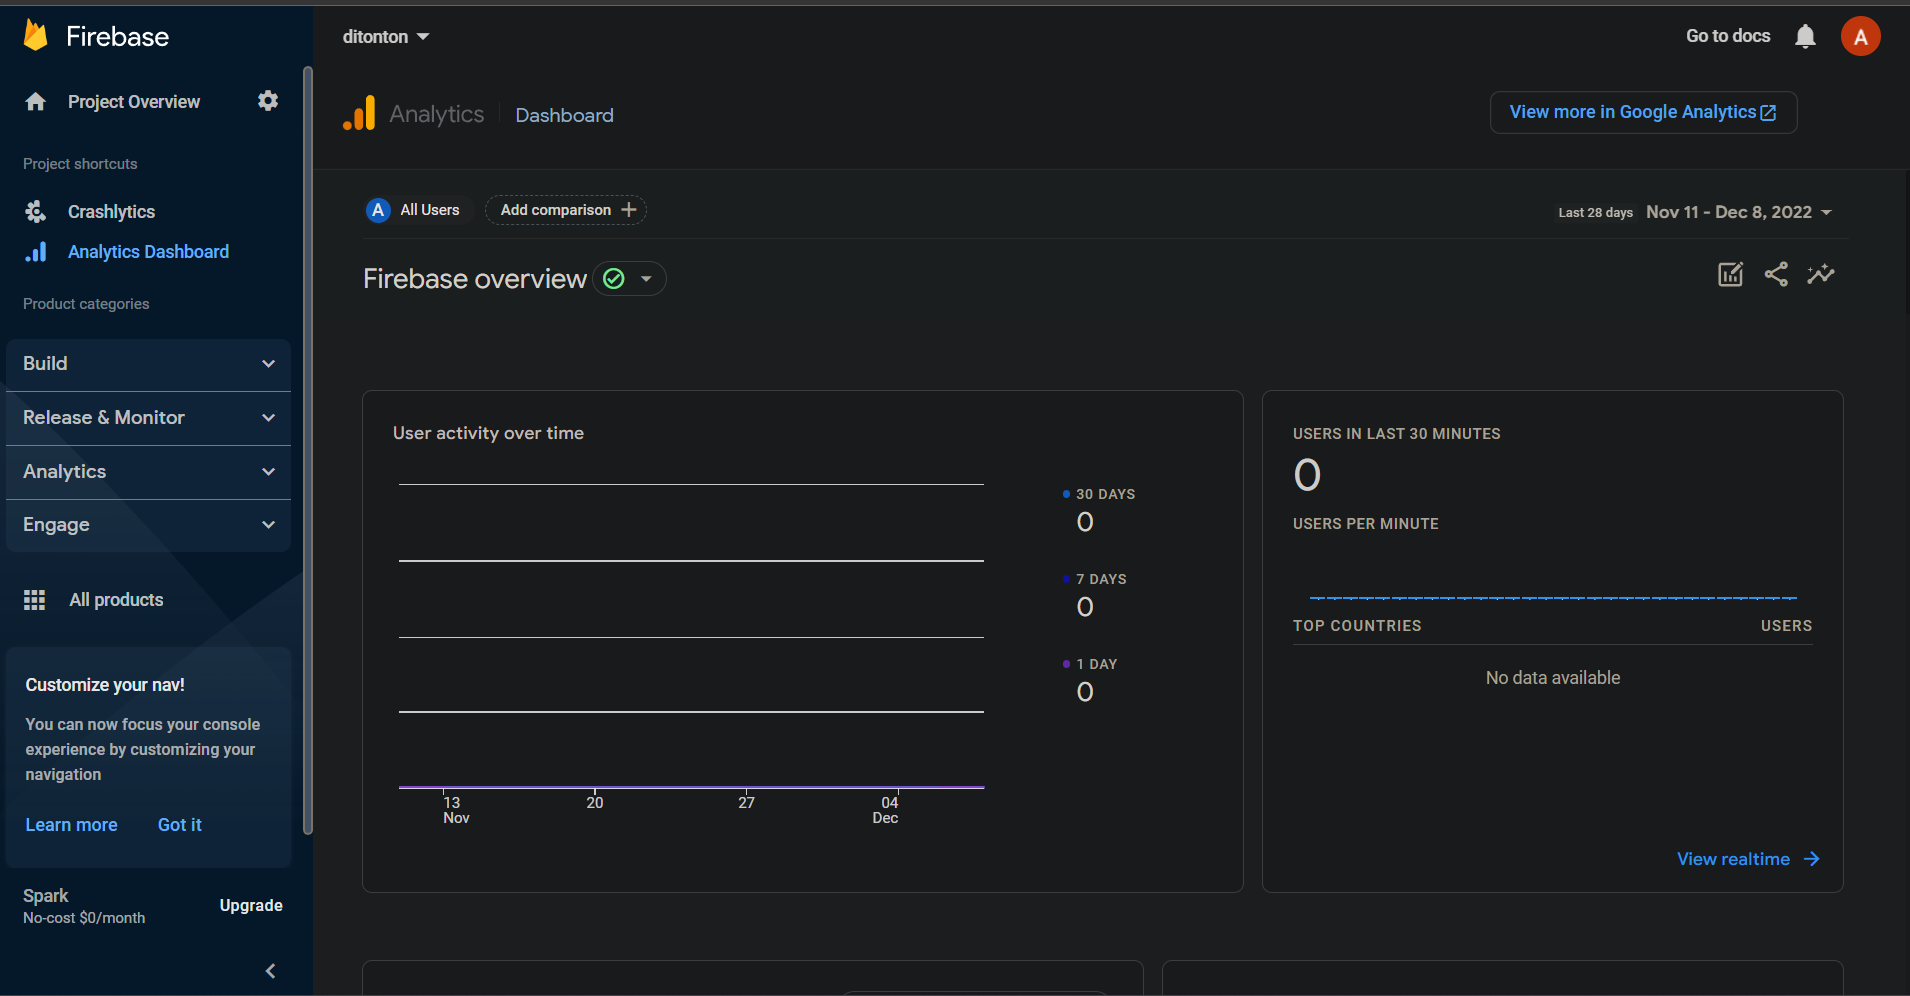 Firebase
Project Overview
Project shortcuts
Crashlytics
Analytics Dashboard
Product categories
Build
Release & Monitor
Analytics
Engage
All products
Customize your nav!
You can now focus your console
experience by customizing your
navigation
Learn more Got it
Spark
No-cost $0/month
Upgrade
ditonton
Go to docs
A
Analytics Dashboard
View more in Google Analytics
A All Users Add comparison
Last 28 days Nov 11 - Dec 8, 2022
Firebase overview
User activity over time
30 DAYS
0
7 DAYS
0
1 DAY
0
13 20 27 04
Nov Dec
USERS IN LAST 30 MINUTES
0
USERS PER MINUTE
TOP COUNTRIES USERS
No data available
View realtime